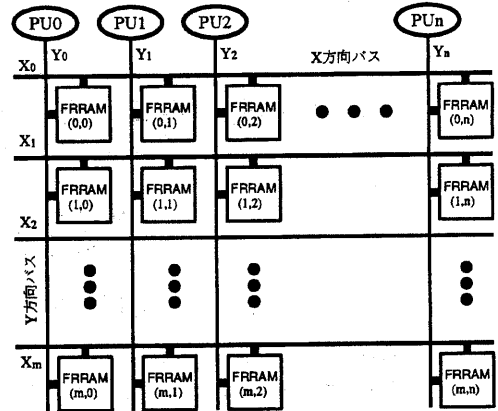 PU0 PU1 PU2 PUn
Y0 Y1 Y2 X方向バス Yn
X0
FRRAM FRRAM FRRAM FRRAM
(0,0) (0,1) (0,2) (0,n)
X1
FRRAM FRRAM FRRAM FRRAM
(1,0) (1,1) (1,2) (1,n)
X2
Y方向バス
Xm
FRRAM FRRAM FRRAM FRRAM
(m,0) (m,1) (m,2) (m,n)